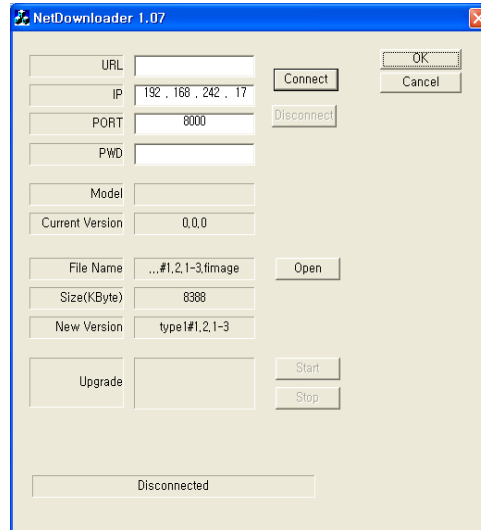 NetDownloader 1.07
URL
OK
Connect
Cancel
IP 192 . 168 . 242 . 17
PORT 8000
Disconnect
PWD
Model
Current Version 0,0,0
File Name ...#1,2,1-3,fimage
Open
Size(KByte) 8388
New Version type1#1,2,1-3
Start
Upgrade
Stop
Disconnected